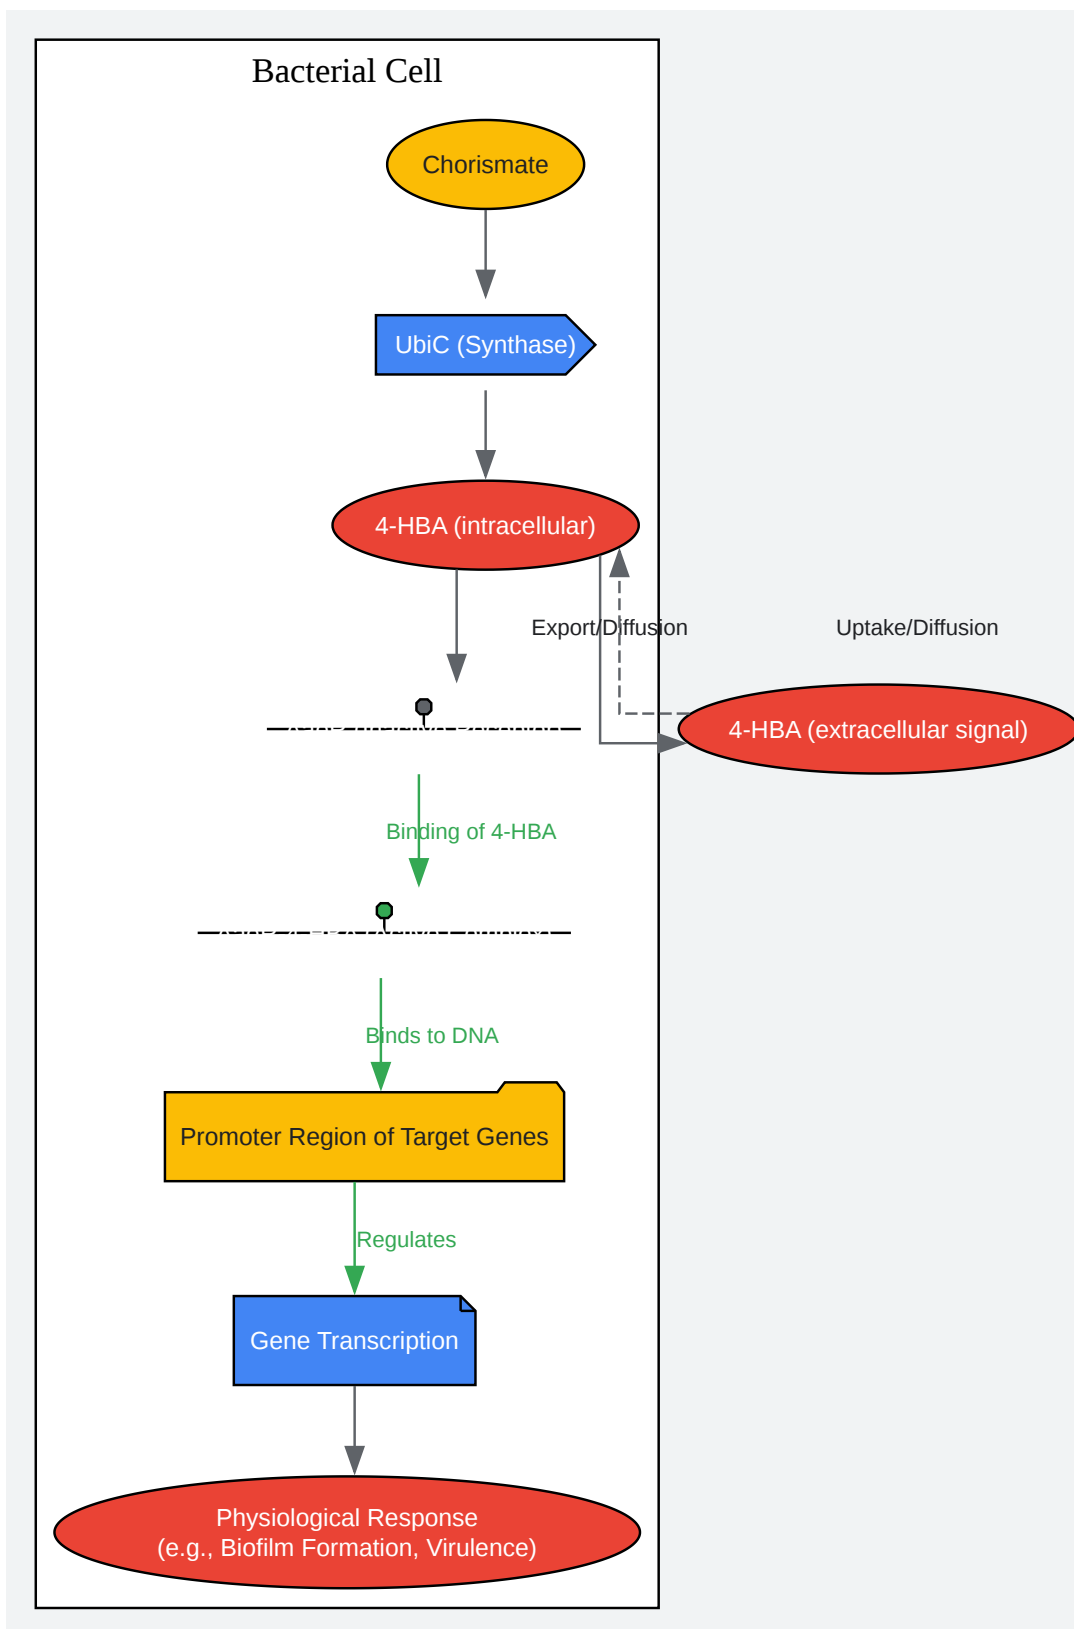 Bacterial Cell
Chorismate
UbiC (Synthase)
4-HBA (intracellular)
Export/Diffusion
Uptake/Diffusion
4-HBA (extracellular signal)
Binding of 4-HBA
Binds to DNA
Promoter Region of Target Genes
Regulates
Gene Transcription
Physiological Response
(e.g., Biofilm Formation, Virulence)